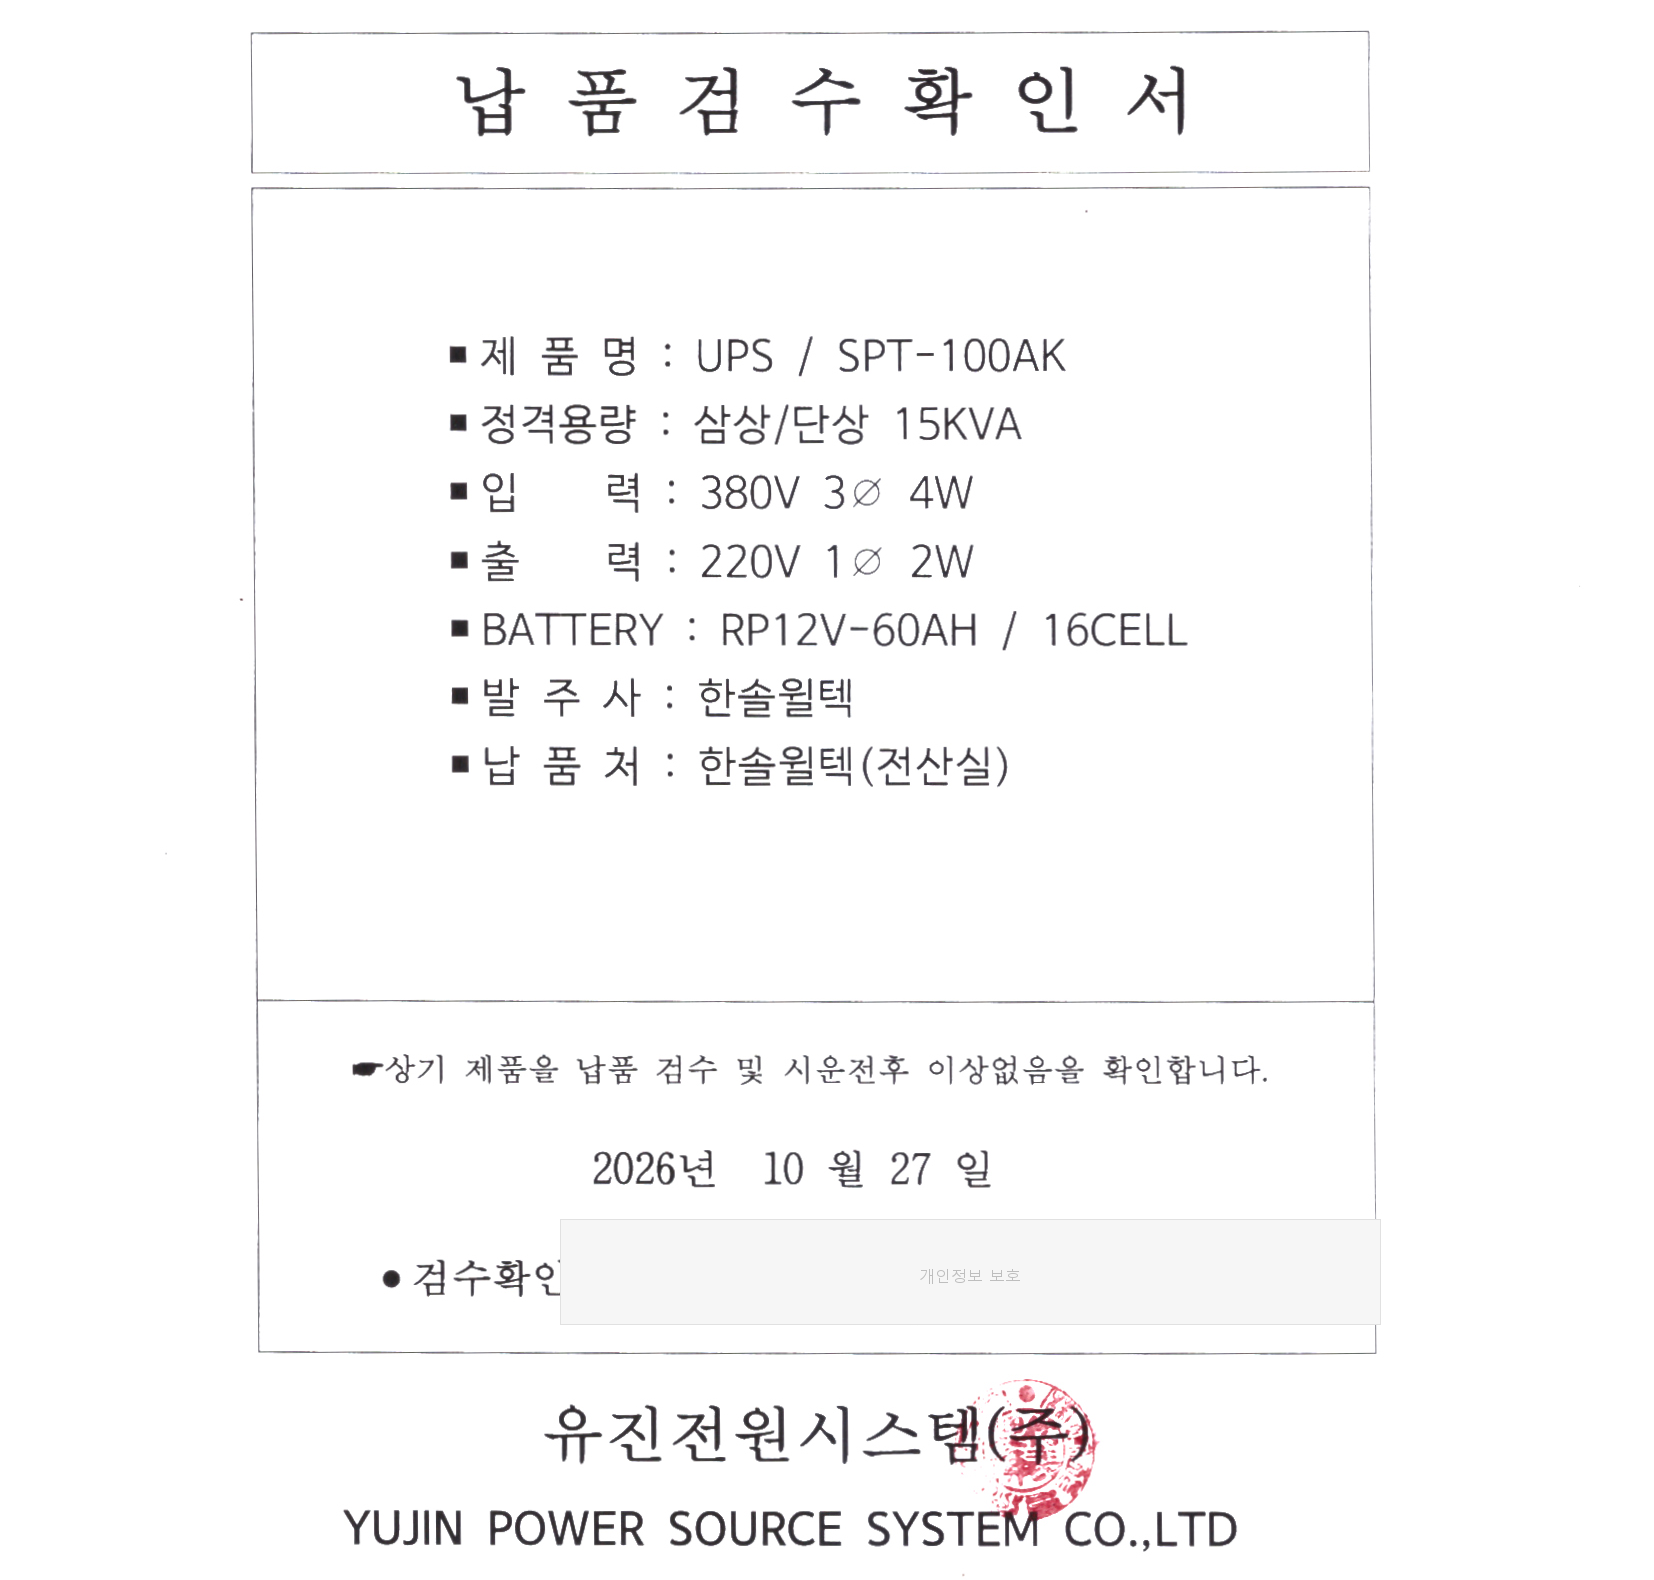 납 품 검 수 확 인 서
■ 제 품 명 : UPS / SPT-100AK
■ 정격용량 : 삼상/단상 15KVA
■ 입 력 : 380V 3∅ 4W
■ 출 력 : 220V 1∅ 2W
■ BATTERY : RP12V-60AH / 16CELL
■ 발 주 사 : 한솔윌텍
■ 납 품 처 : 한솔윌텍(전산실)
☛상기 제품을 납품 검수 및 시운전후 이상없음을 확인합니다.
2026년 10 월 27 일
● 검수확인
개인정보 보호
유진전원시스템(주)
YUJIN POWER SOURCE SYSTEM CO.,LTD